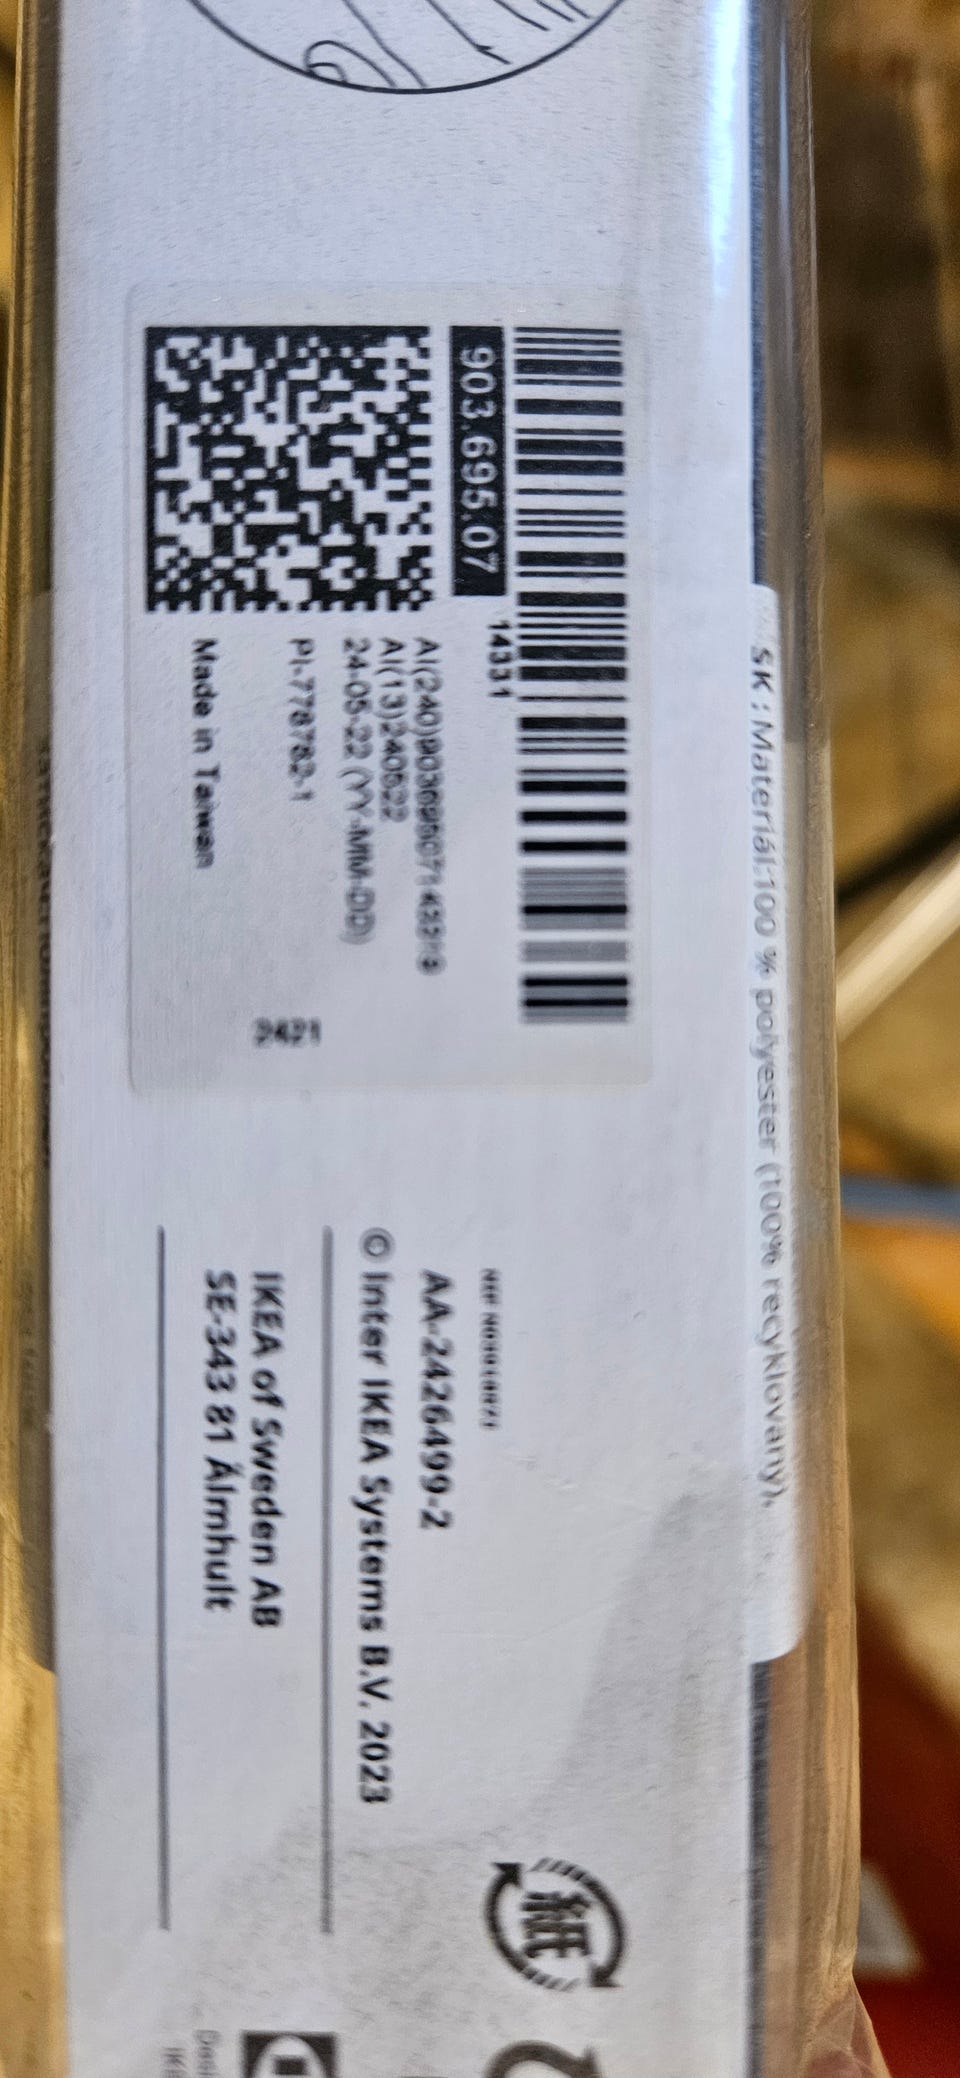 903.695.07
14331
AI(13)240522
24-05-22 (YY-MM-DD)
PI-778782-1
Made in Taiwan
2421
SK : Materiál:100 % polyester (100% recyklovaný).
AA-2426499-2
© Inter IKEA Systems B.V. 2023
IKEA of Sweden AB
SE-343 81 Älmhult
紙